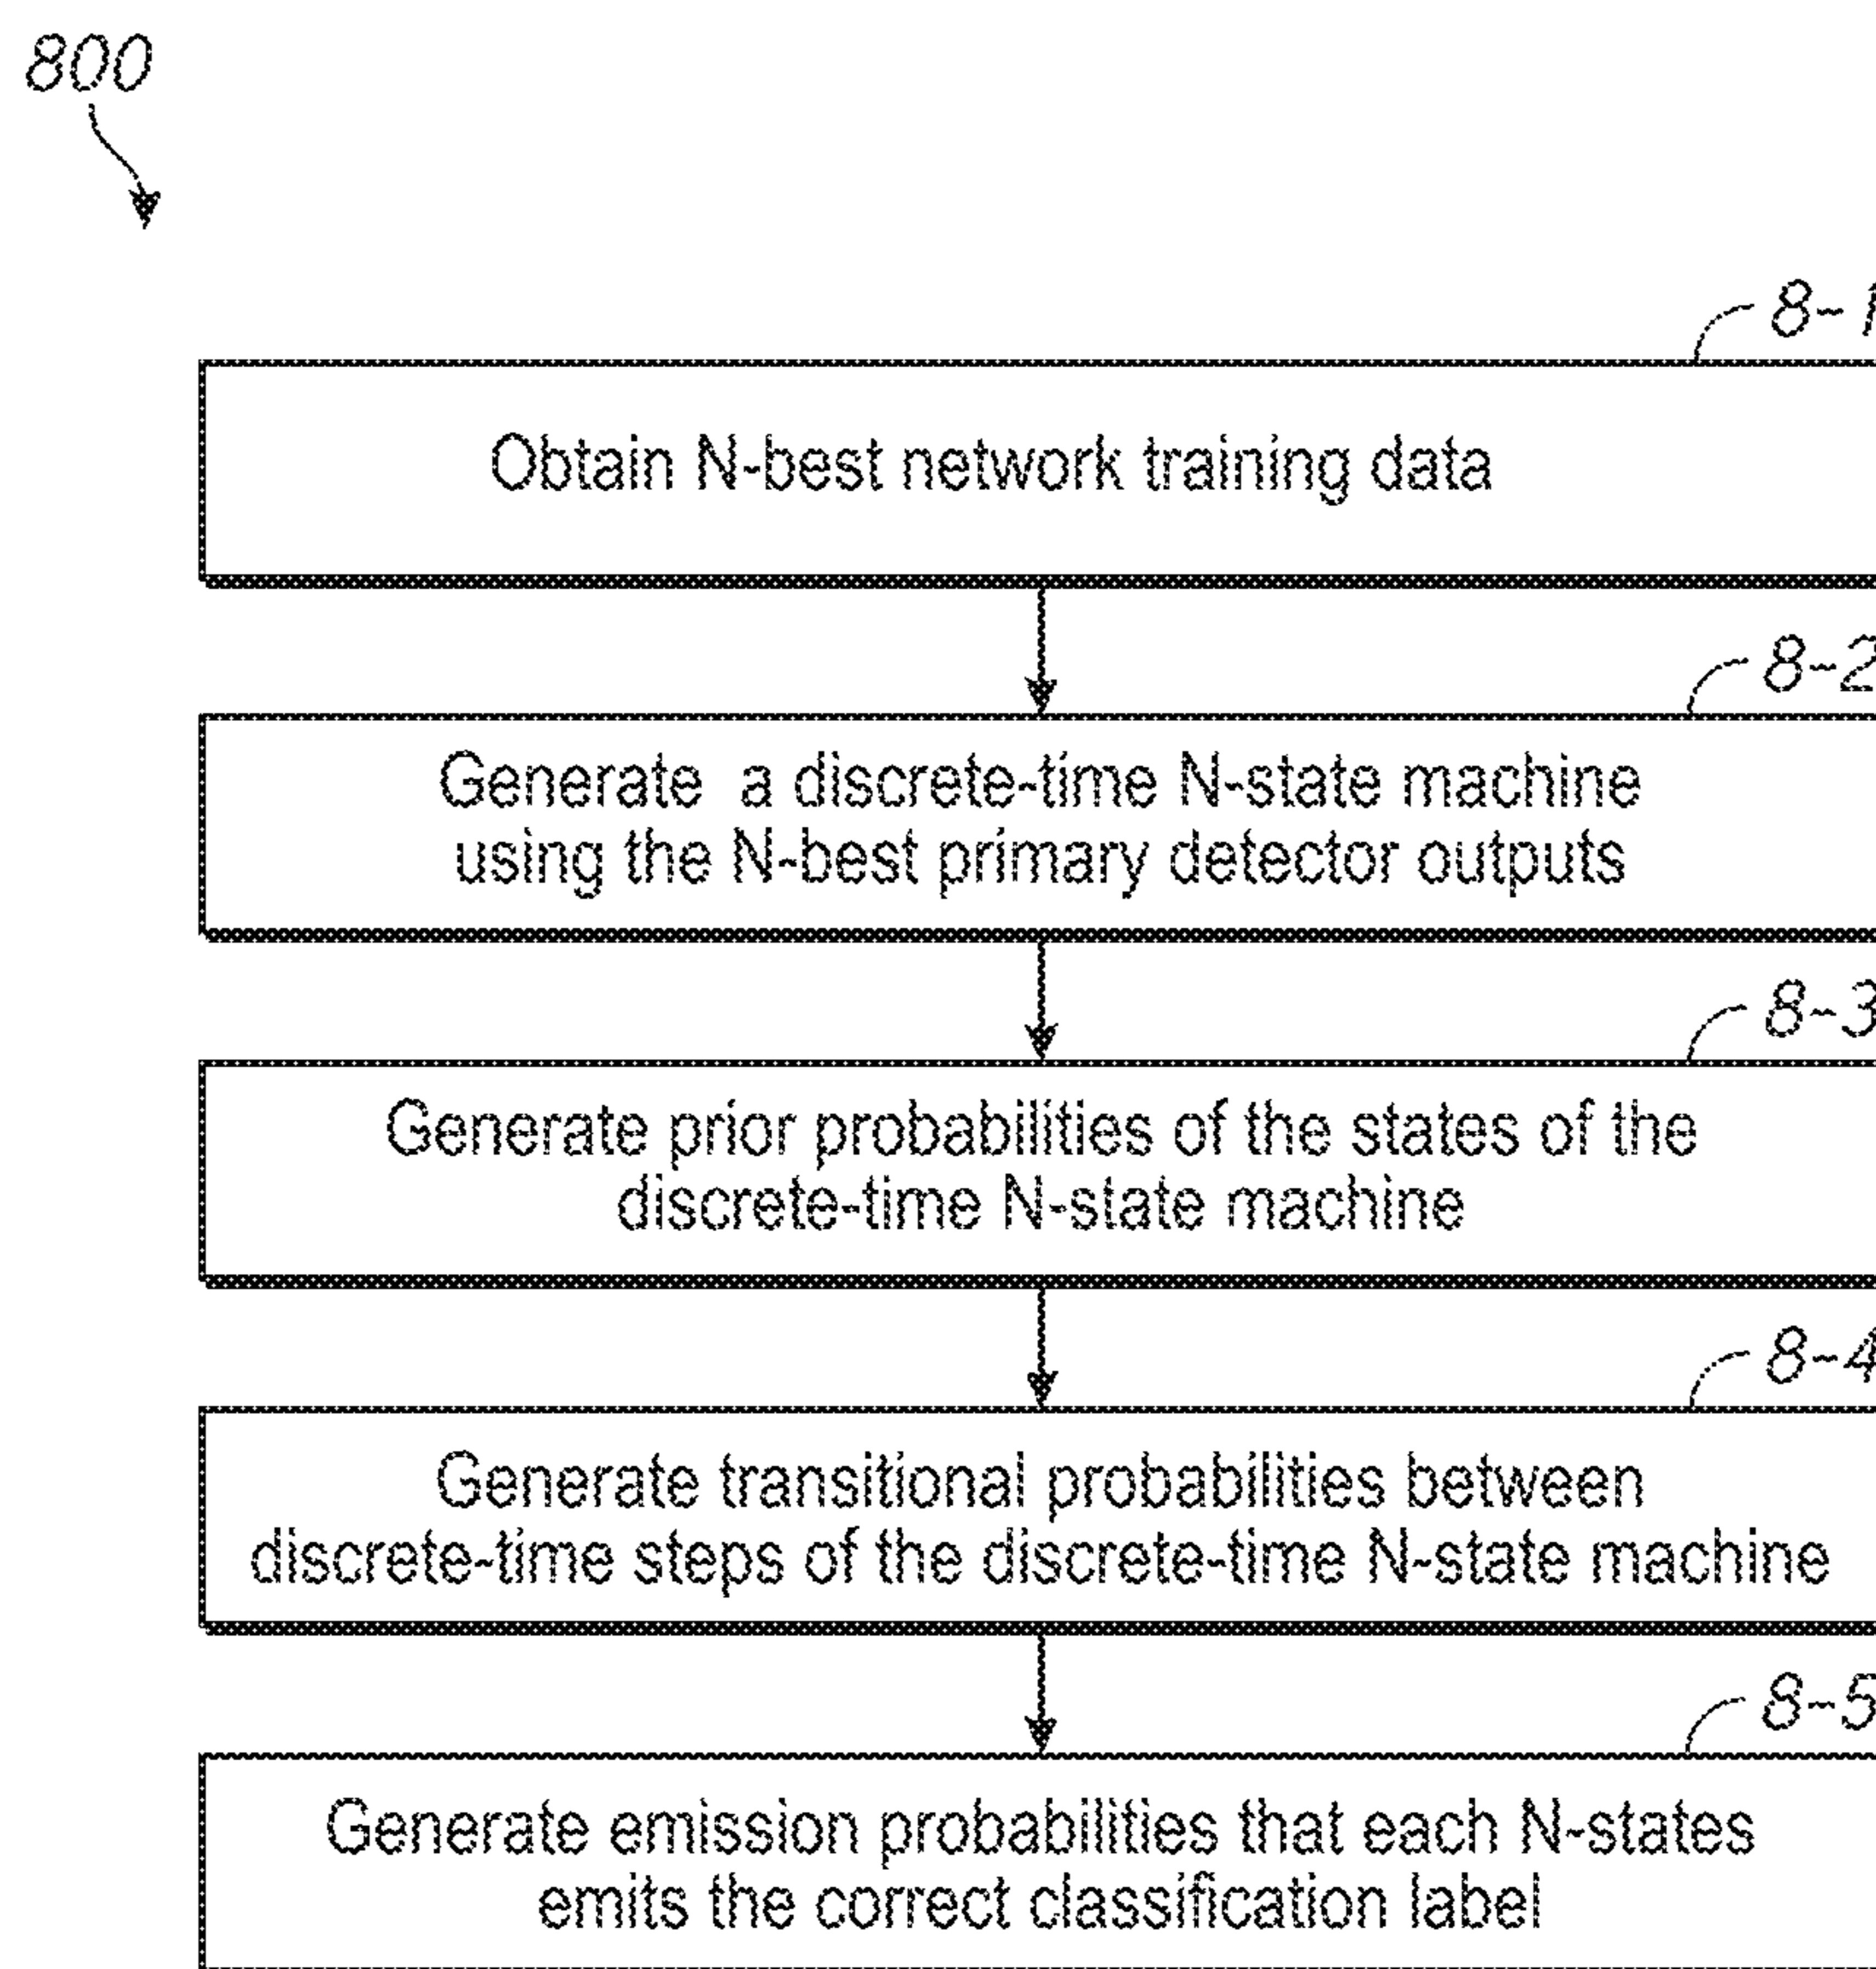 800
8-1
Obtain N-best network training data
8-2
Generate a discrete-time N-state machine
using the N-best primary detector outputs
8-3
Generate prior probabilities of the states of the
discrete-time N-state machine
8-4
Generate transitional probabilities between
discrete-time steps of the discrete-time N-state machine
8-5
Generate emission probabilities that each N-states
emits the correct classification label